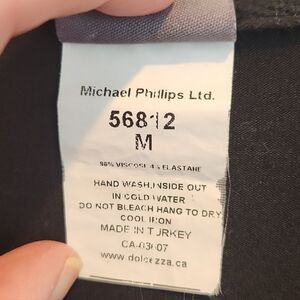 Michael Phillips Ltd.
56812
M
96% VISCOSE 4% ELASTANE
HAND WASH,INSIDE OUT
IN COLD WATER
DO NOT BLEACH HANG TO DRY
COOL IRON
MADE IN TURKEY
CA-03607
www.dolcezza.ca